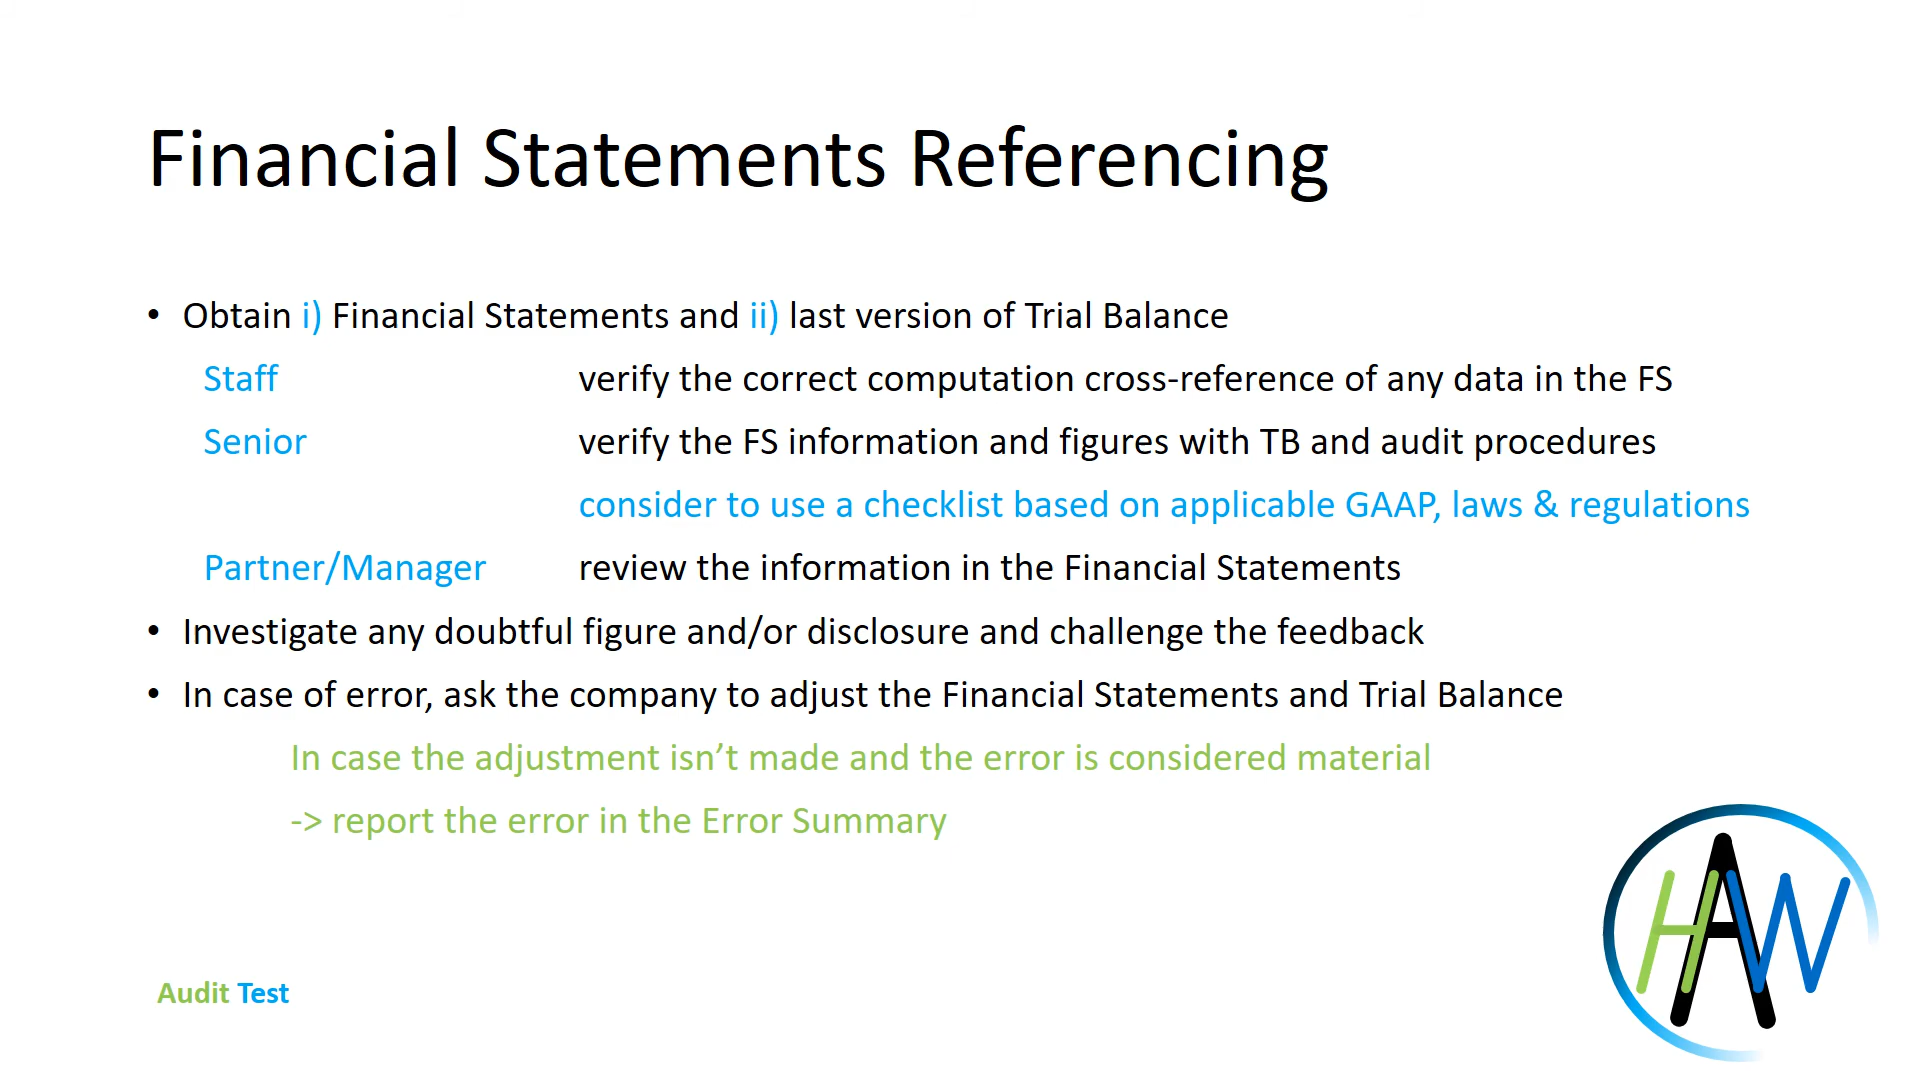 Financial Statements Referencing
• Obtain i) Financial Statements and ii) last version of Trial Balance
Staff verify the correct computation cross-reference of any data in the FS
Senior verify the FS information and figures with TB and audit procedures
consider to use a checklist based on applicable GAAP, laws & regulations
Partner/Manager review the information in the Financial Statements
• Investigate any doubtful figure and/or disclosure and challenge the feedback
• In case of error, ask the company to adjust the Financial Statements and Trial Balance
In case the adjustment isn’t made and the error is considered material
-> report the error in the Error Summary
Audit Test
HAW